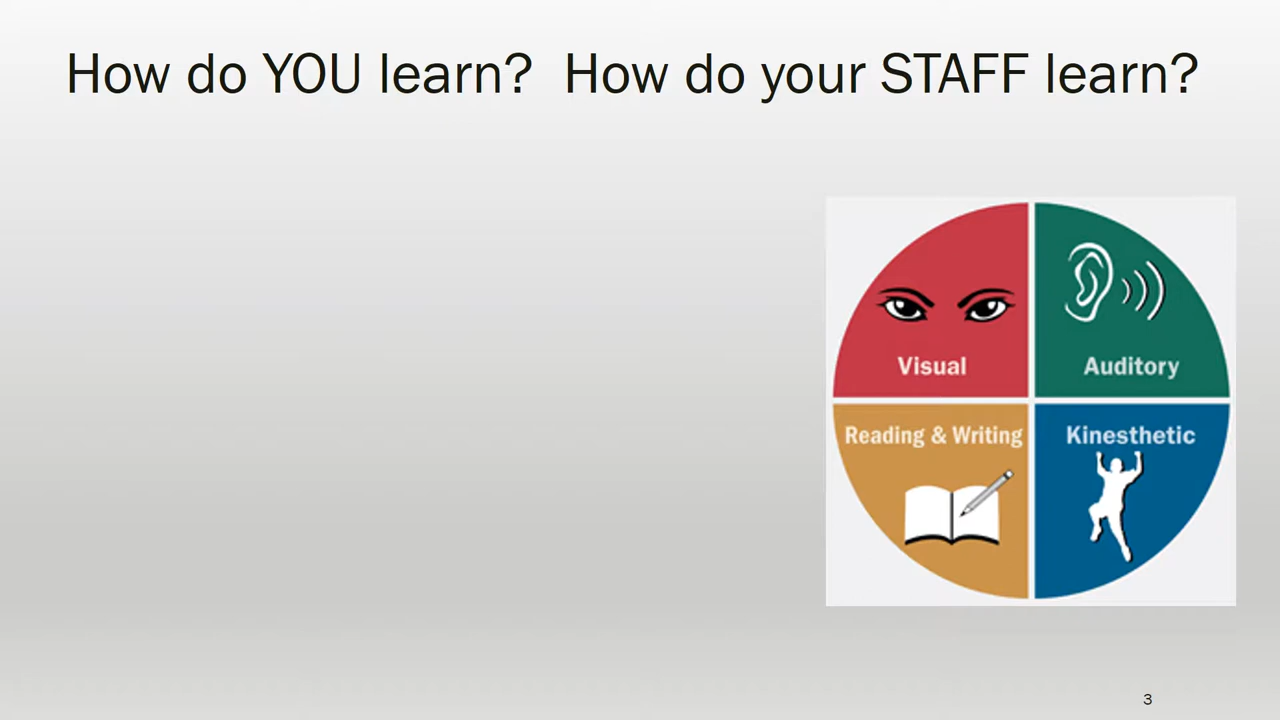 How do YOU learn?  How do your STAFF learn?
Visual
Auditory
Reading & Writing
Kinesthetic
3